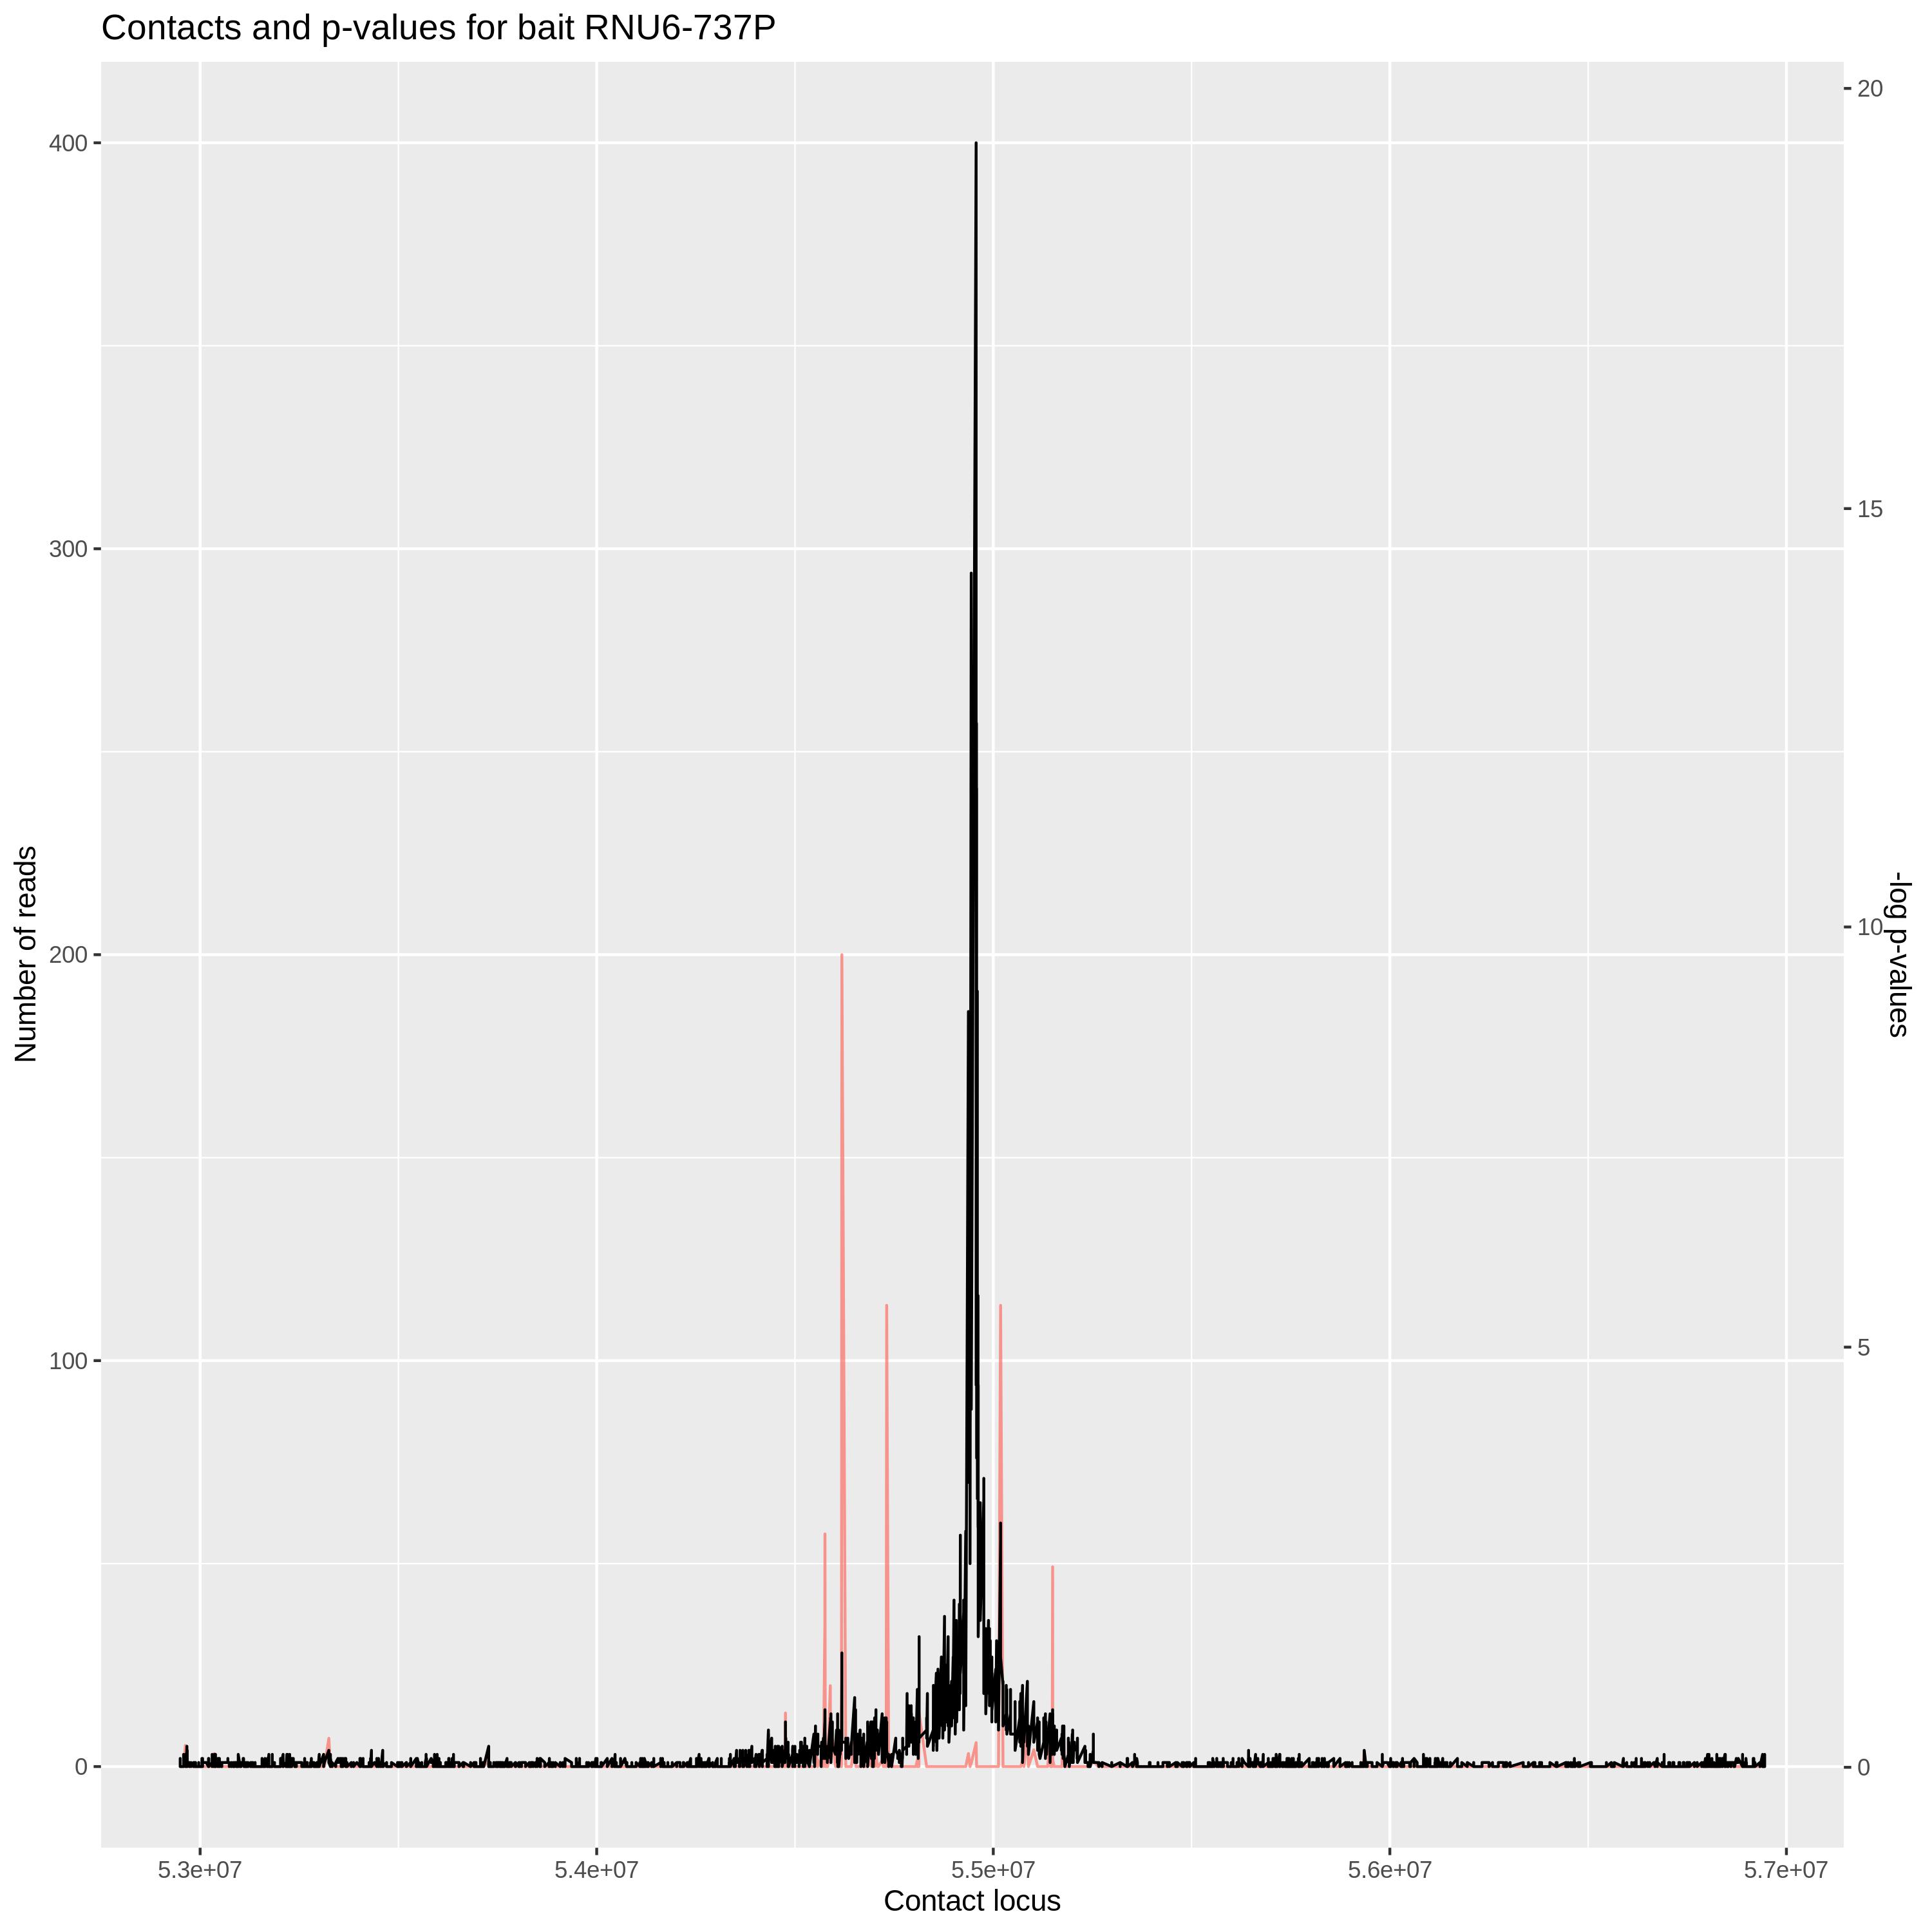 Contacts and p-values for bait RNU6-737P
Number of reads
400
300
200
100
0
20
15
10
5
0
-log p-values
5.3e+07
5.4e+07
5.5e+07
5.6e+07
5.7e+07
Contact locus